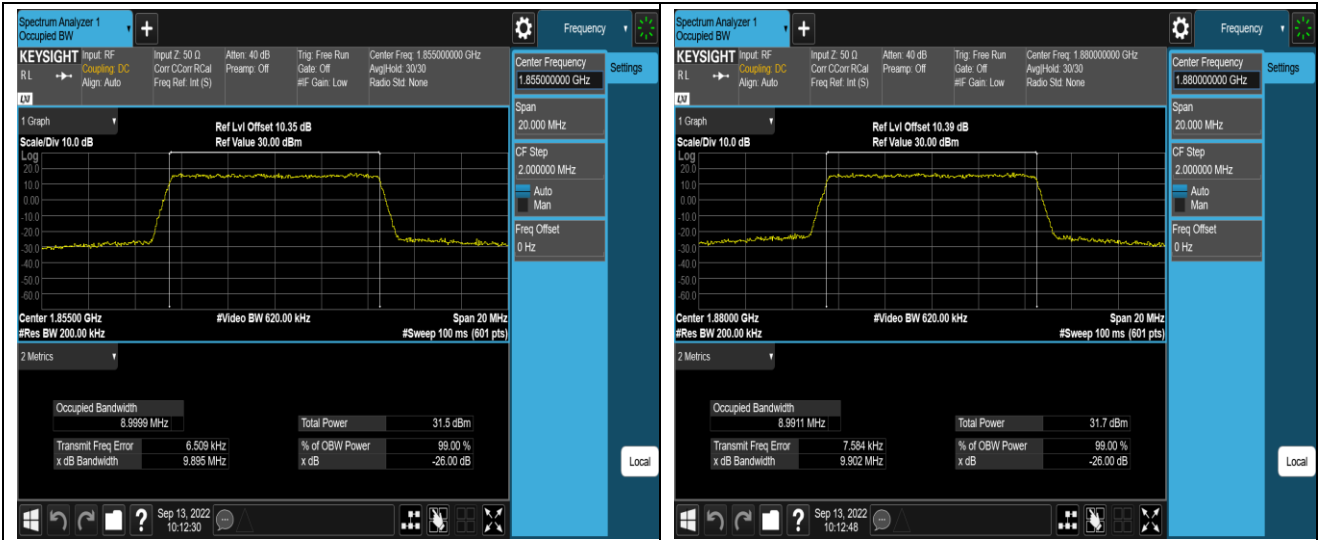 Spectrum Analyzer 1
Occupied BW
+
Frequency
KEYSIGHT Input: RF Input Z: 50 Ω Atten: 40 dB Trig: Free Run Center Freq: 1.855000000 GHz
RL Coupling: DC Corr CCorr RCal Preamp: Off Gate: Off Avg|Hold: 30/30
Align: Auto Freq Ref: Int (S) #IF Gain: Low Radio Std: None
LXI
Center Frequency
1.855000000 GHz
Settings
Span
20.000 MHz
CF Step
2.000000 MHz
Auto
Man
Freq Offset
0 Hz
1 Graph
Ref Lvl Offset 10.35 dB
Scale/Div 10.0 dB Ref Value 30.00 dBm
Log
20.0
10.0
0.00
-10.0
-20.0
-30.0
-40.0
-50.0
-60.0
Center 1.85500 GHz #Video BW 620.00 kHz Span 20 MHz
#Res BW 200.00 kHz #Sweep 100 ms (601 pts)
2 Metrics
Occupied Bandwidth
8.9999 MHz Total Power 31.5 dBm
Transmit Freq Error 6.509 kHz % of OBW Power 99.00 %
x dB Bandwidth 9.895 MHz x dB -26.00 dB
Local
? Sep 13, 2022
10:12:30
Spectrum Analyzer 1
Occupied BW
+
Frequency
KEYSIGHT Input: RF Input Z: 50 Ω Atten: 40 dB Trig: Free Run Center Freq: 1.880000000 GHz
RL Coupling: DC Corr CCorr RCal Preamp: Off Gate: Off Avg|Hold: 30/30
Align: Auto Freq Ref: Int (S) #IF Gain: Low Radio Std: None
LXI
Center Frequency
1.880000000 GHz
Settings
Span
20.000 MHz
CF Step
2.000000 MHz
Auto
Man
Freq Offset
0 Hz
1 Graph
Ref Lvl Offset 10.39 dB
Scale/Div 10.0 dB Ref Value 30.00 dBm
Log
20.0
10.0
0.00
-10.0
-20.0
-30.0
-40.0
-50.0
-60.0
Center 1.88000 GHz #Video BW 620.00 kHz Span 20 MHz
#Res BW 200.00 kHz #Sweep 100 ms (601 pts)
2 Metrics
Occupied Bandwidth
8.9911 MHz Total Power 31.7 dBm
Transmit Freq Error 7.584 kHz % of OBW Power 99.00 %
x dB Bandwidth 9.902 MHz x dB -26.00 dB
Local
? Sep 13, 2022
10:12:48